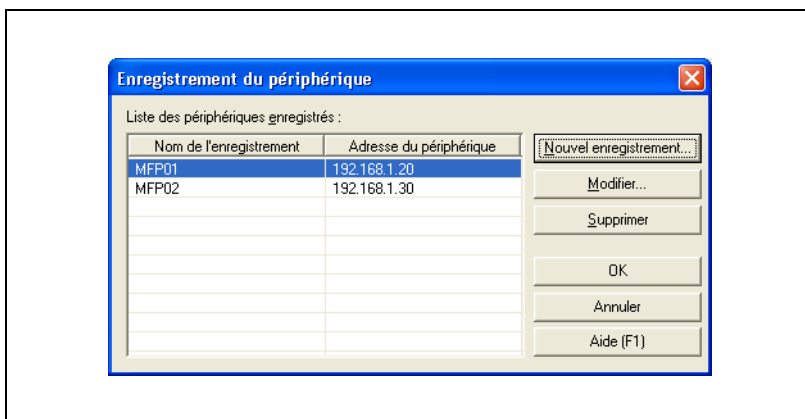 Enregistrement du périphérique
Liste des périphériques enregistrés :
Nom de l'enregistrement Adresse du périphérique
MFP01 192.168.1.20
MFP02 192.168.1.30
Nouvel enregistrement...
Modifier...
Supprimer
OK
Annuler
Aide (F1)